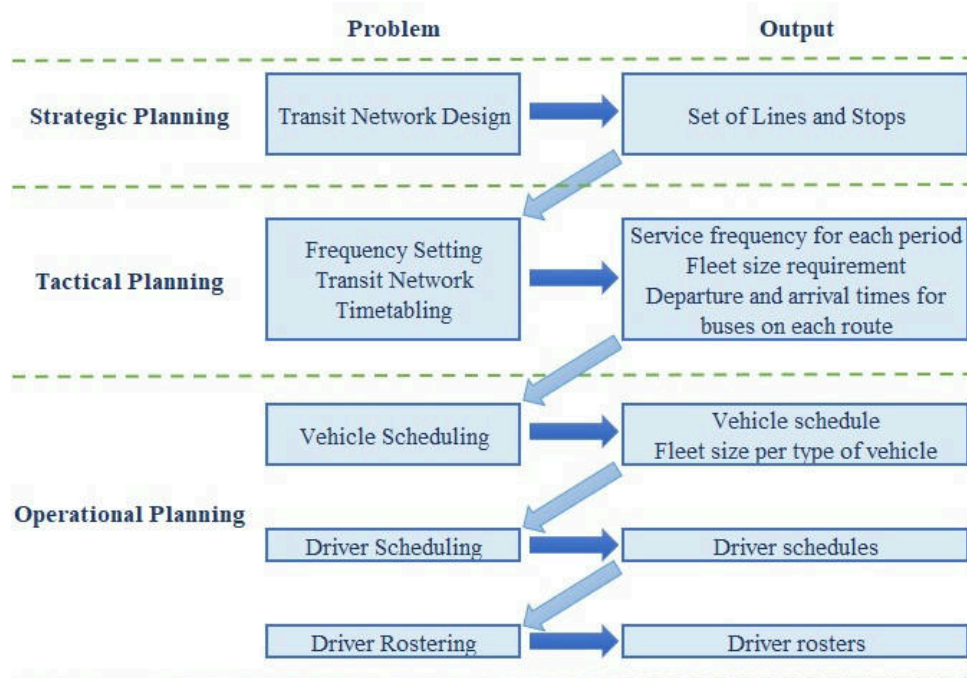 Problem
Output
Strategic Planning
Transit Network Design
Set of Lines and Stops
Tactical Planning
Frequency Setting
Transit Network
Timetabling
Service frequency for each period
Fleet size requirement
Departure and arrival times for
buses on each route
Operational Planning
Vehicle Scheduling
Vehicle schedule
Fleet size per type of vehicle
Driver Scheduling
Driver schedules
Driver Rostering
Driver rosters